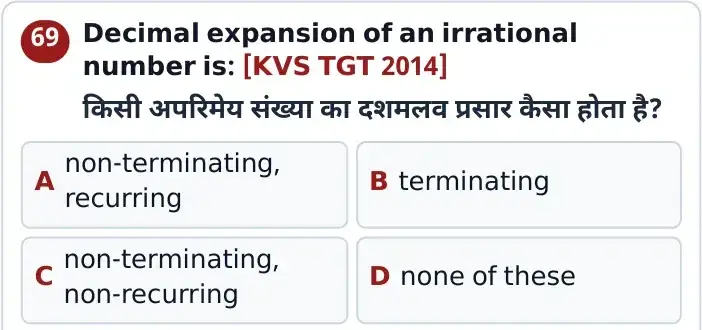 69 Decimal expansion of an irrational
number is: [KVS TGT 2014]
किसी अपरिमेय संख्या का दशमलव प्रसार कैसा होता है?
A non-terminating,
recurring
B terminating
C non-terminating,
non-recurring
D none of these